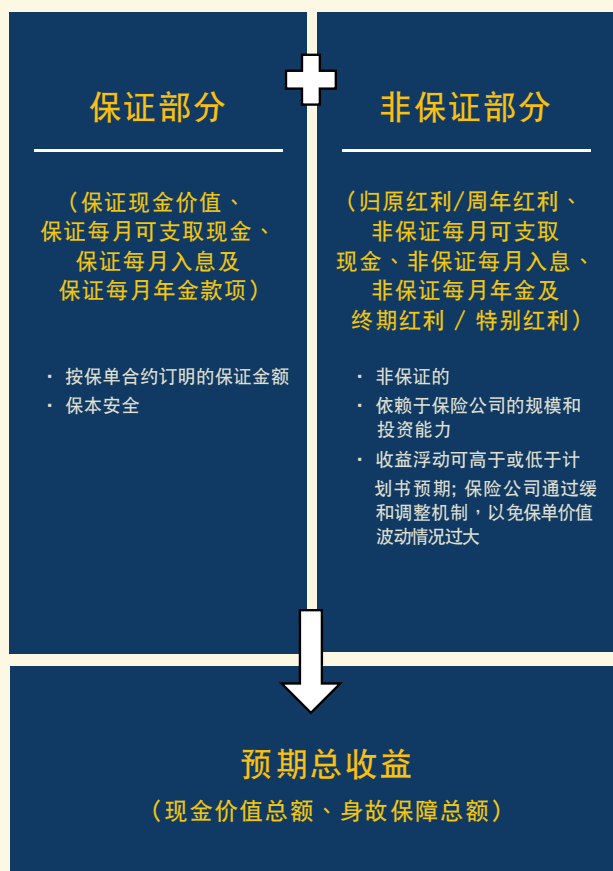 保证部分
（保证现金价值、
保证每月可支取现金、
保证每月入息及
保证每月年金款项）
· 按保单合约订明的保证金额
· 保本安全
非保证部分
（归原红利/周年红利、
非保证每月可支取
现金、非保证每月入息、
非保证每月年金及
终期红利 / 特别红利）
· 非保证的
· 依赖于保险公司的规模和
投资能力
· 收益浮动可高于或低于计
划书预期; 保险公司通过缓
和调整机制，以免保单价值
波动情况过大
预期总收益
（现金价值总额、身故保障总额）